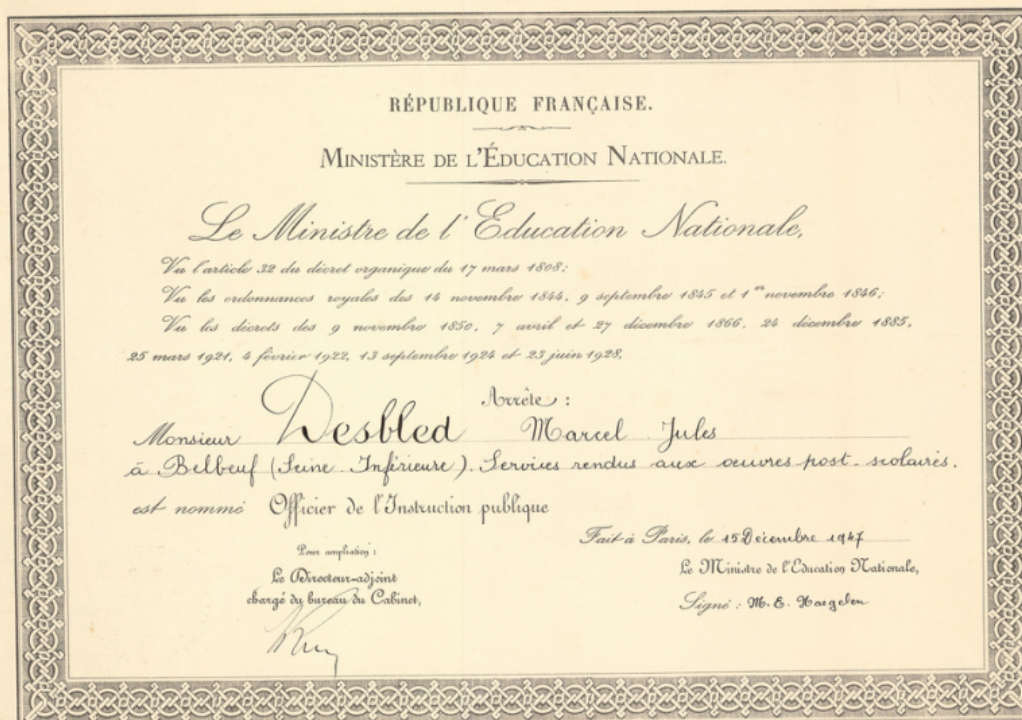 RÉPUBLIQUE FRANÇAISE.
MINISTÈRE DE L'ÉDUCATION NATIONALE.
Le Ministre de l'Education Nationale,
Vu l'article 32 du décret organique du 17 mars 1808;
Vu les ordonnances royales des 14 novembre 1844, 9 septembre 1845 et 1er novembre 1846;
Vu les décrets des 9 novembre 1850, 7 avril et 27 décembre 1866, 24 décembre 1885,
25 mars 1921, 4 février 1922, 13 septembre 1924 et 23 juin 1928,
Arrête :
Monsieur Desbled Marcel Jules
à Belbeuf (Seine-Inférieure). Services rendus aux œuvres post-scolaires.
est nommé Officier de l'Instruction publique
Fait à Paris, le 15 Décembre 1947
Pour ampliation :
Le Directeur-adjoint
chargé du bureau du Cabinet,
Le Ministre de l'Education Nationale,
Signé : M. E. Naegelen